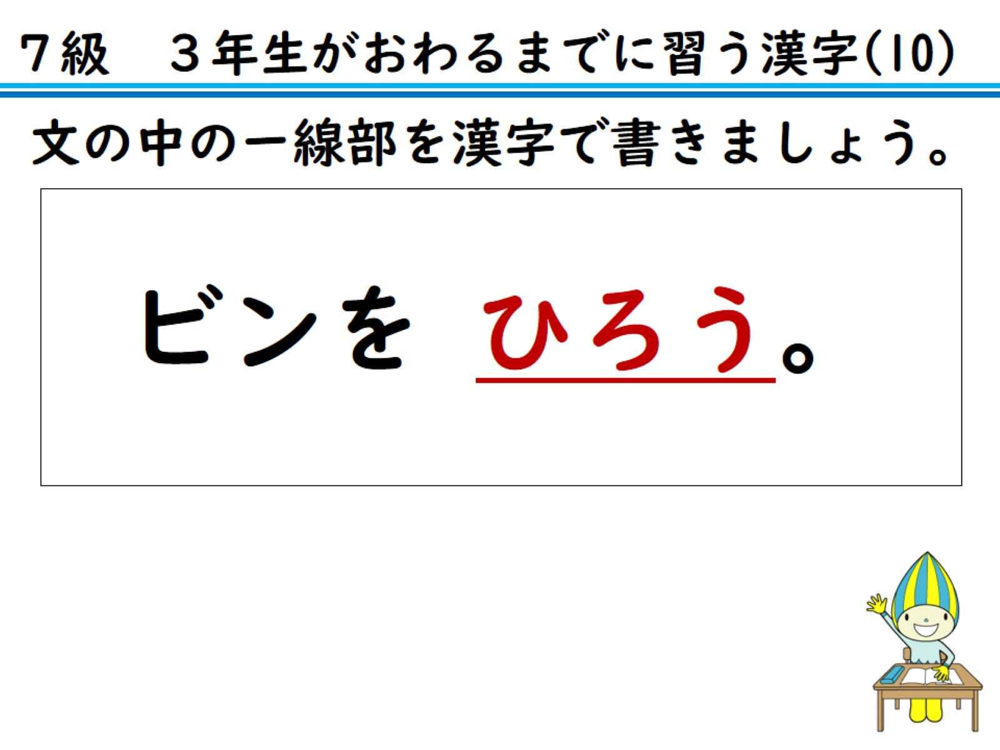 ７級　３年生がおわるまでに習う漢字(10)
文の中の一線部を漢字で書きましょう。
ビンを ひろう。